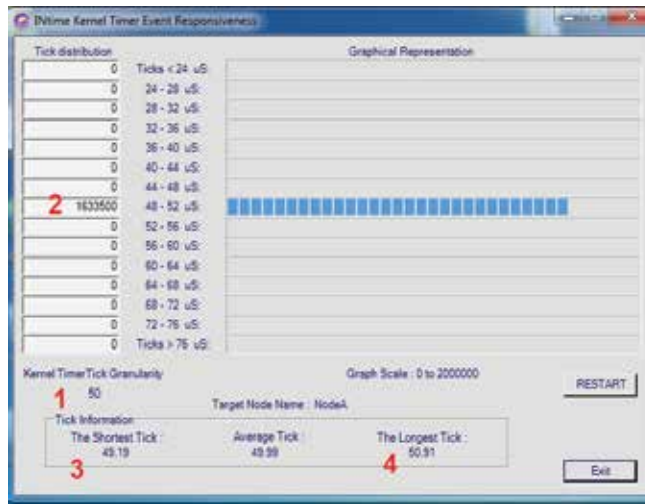 INtime Kernel Timer Event Responsiveness
Tick distribution Graphical Representation
0 Ticks < 24 uS:
0 24 - 28 uS:
0 28 - 32 uS:
0 32 - 36 uS:
0 36 - 40 uS:
0 40 - 44 uS:
0 44 - 48 uS:
2 1633500 48 - 52 uS:
0 52 - 56 uS:
0 56 - 60 uS:
0 60 - 64 uS:
0 64 - 68 uS:
0 68 - 72 uS:
0 72 - 76 uS:
0 Ticks > 76 uS:
Kernel Timer Tick Granularity Graph Scale : 0 to 2000000
RESTART
1 50
Target Node Name : NodeA
Tick Information
The Shortest Tick : Average Tick : The Longest Tick :
49.19 49.99 50.91
3 4
Exit